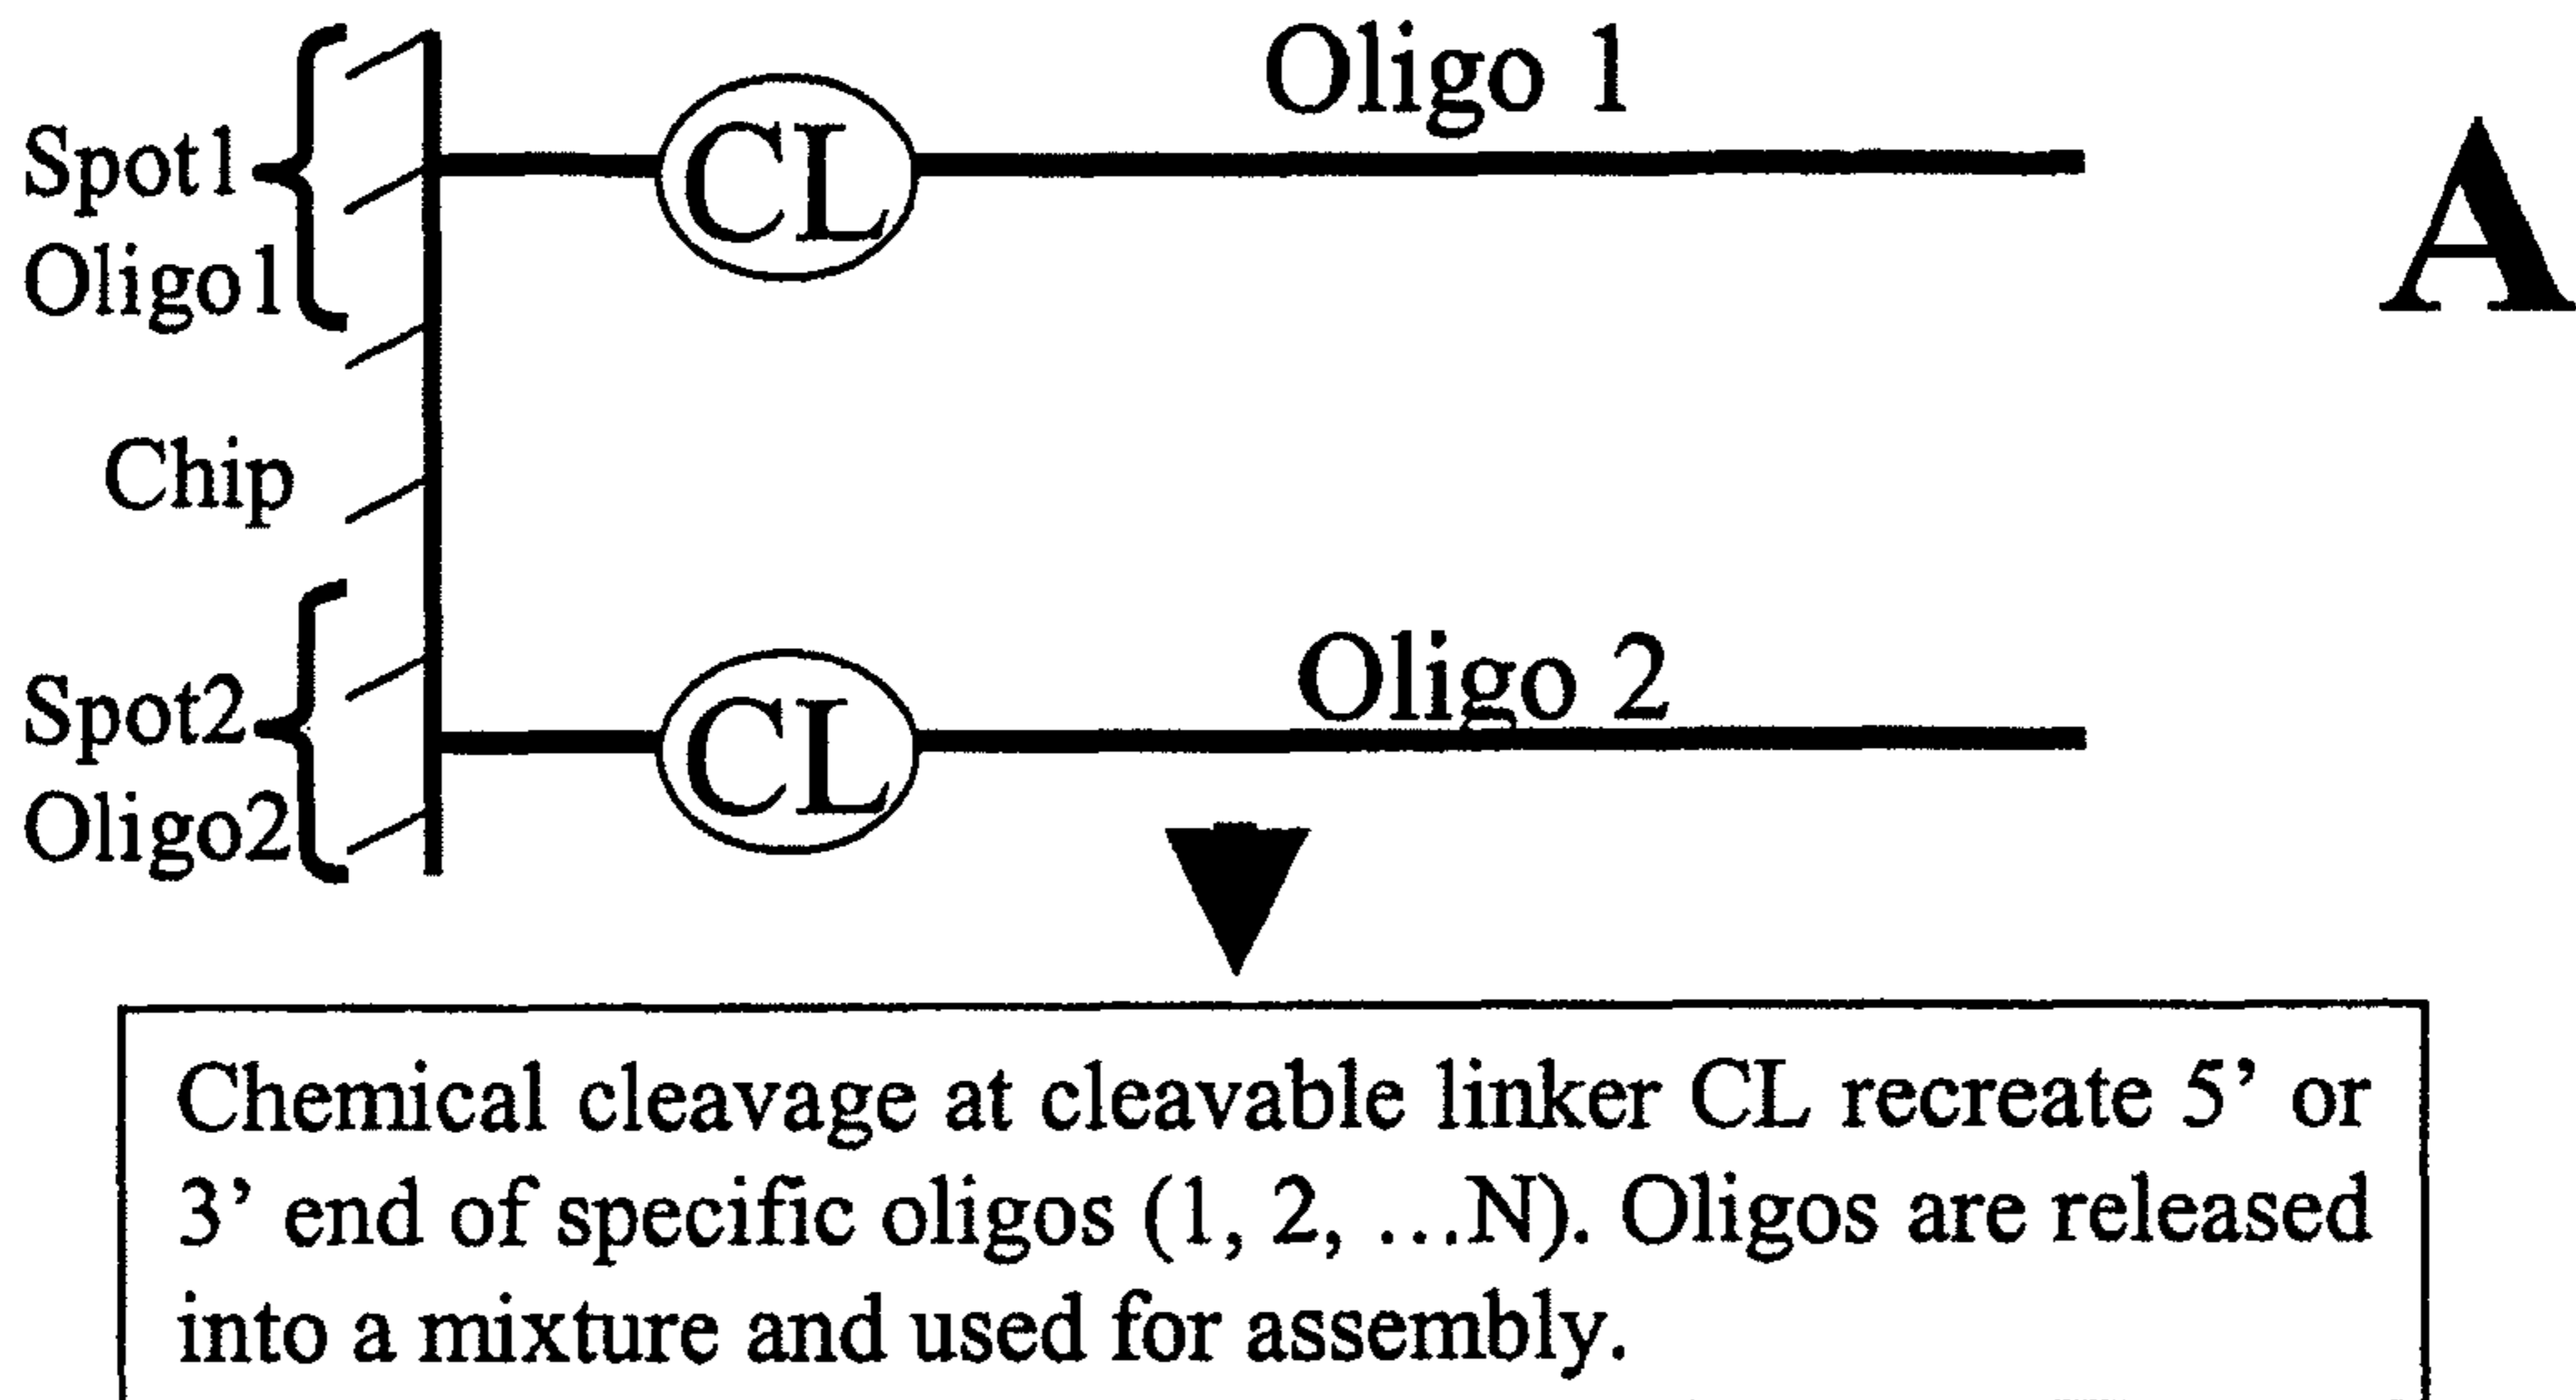 Oligo 1
Spot1
Oligo1
CL
A
Chip
Oligo 2
Spot2
Oligo2
CL
Chemical cleavage at cleavable linker CL recreate 5’ or
3’ end of specific oligos (1, 2, ...N). Oligos are released
into a mixture and used for assembly.